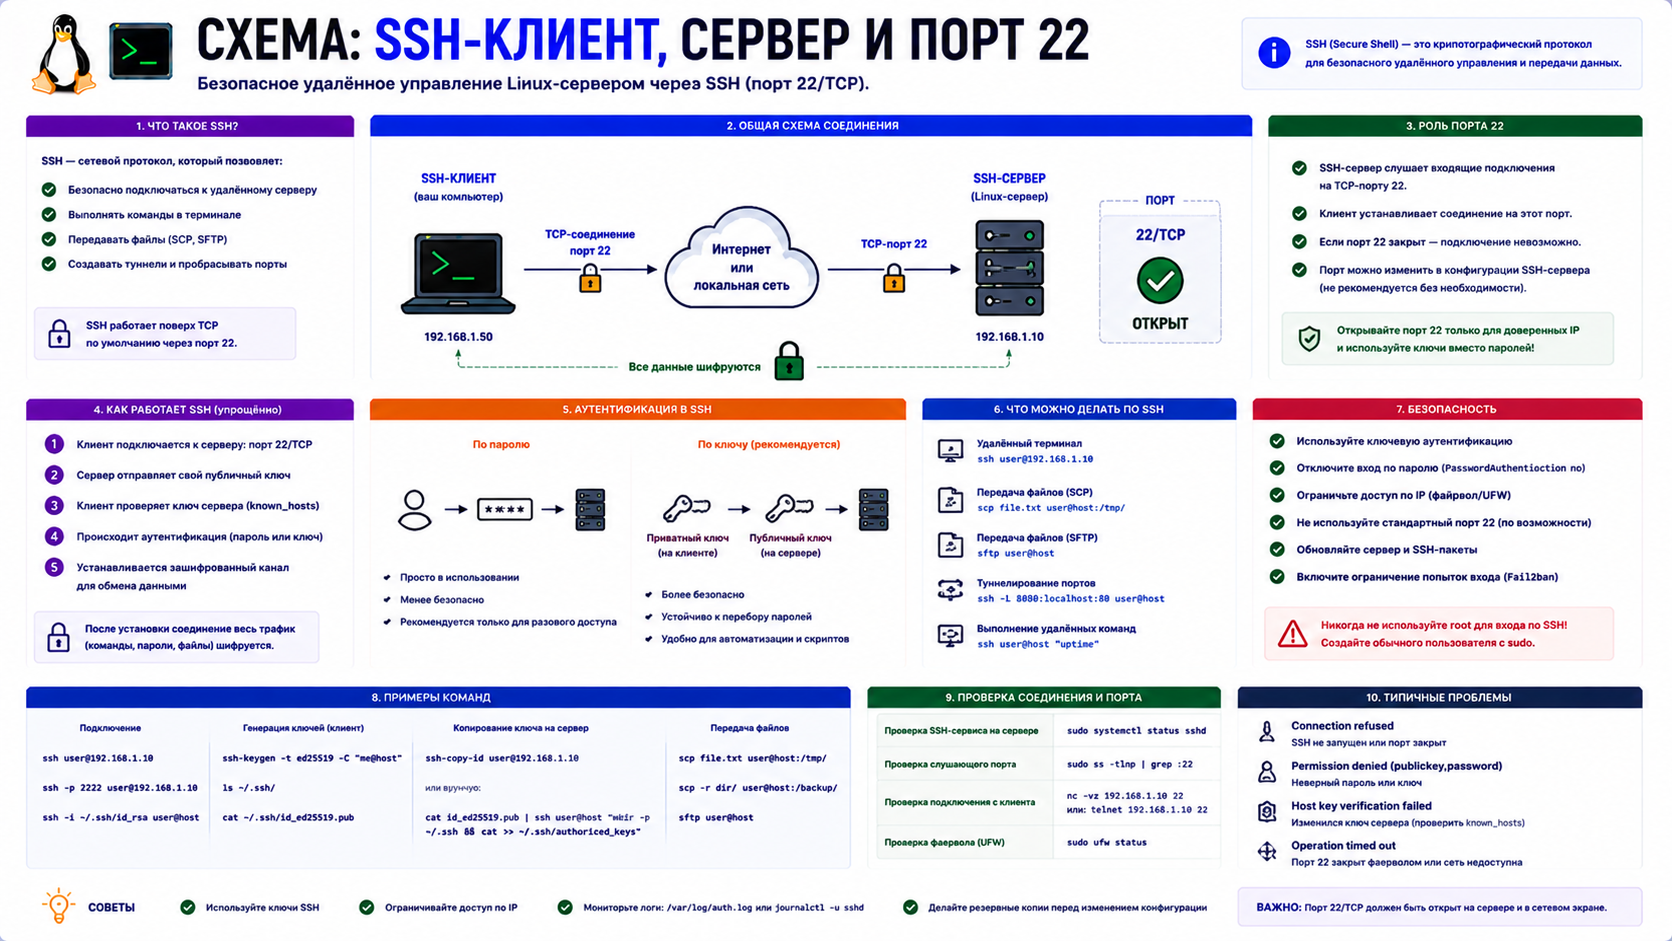 СХЕМА: SSH-КЛИЕНТ, СЕРВЕР И ПОРТ 22
Безопасное удалённое управление Linux-сервером через SSH (порт 22/TCP).
SSH (Secure Shell) — это крипотографический протокол
для безопасного удалённого управления и передачи данных.
1. ЧТО ТАКОЕ SSH?
SSH — сетевой протокол, который позвовлет:
Безопасно подключаться к удалённому серверу
Выполнять команды в терминале
Передавать файлы (SCP, SFTP)
Создавать туннели и пробрасывать порты
SSH работает поверх TCP
по умолчанию через порт 22.
2. ОБЩАЯ СХЕМА СОЕДИНЕНИЯ
SSH-КЛИЕНТ
(ваш компьютер)
TCP-соединение
порт 22
Интернет
или
локальная сеть
TCP-порт 22
SSH-СЕРВЕР
(Linux-сервер)
ПОРТ
22/TCP
ОТКРЫТ
192.168.1.50
192.168.1.10
Все данные шифруются
3. РОЛЬ ПОРТА 22
SSH-сервер слушает входящие подключения
на TCP-порту 22.
Клиент устанавливает соединение на этот порт.
Если порт 22 закрыт — подключение невозможно.
Порт можно изменить в конфигурации SSH-сервера
(не рекомендуется без необходимости).
Открывайте порт 22 только для доверенных IP
и используйте ключи вместо паролей!
4. КАК РАБОТАЕТ SSH (упрощённо)
1 Клиент подключается к серверу: порт 22/TCP
2 Сервер отправляет свой публичный ключ
3 Клиент проверяет ключ сервера (known_hosts)
4 Происходит аутентификация (пароль или ключ)
5 Устанавливается зашифрованный канал
для обмена данными
После установки соединение весь трафик
(команды, пароли, файлы) шифруется.
5. АУТЕНТИФИКАЦИЯ В SSH
По паролю
****
Просто в использовании
Менее безопасно
Рекомендуется только для разового доступа
По ключу (рекомендуется)
Приватный ключ
(на клиенте)
Публичный ключ
(на сервере)
Более безопасно
Устойчиво к перебору паролей
Удобно для автоматизации и скриптов
6. ЧТО МОЖНО ДЕЛАТЬ ПО SSH
Удалённый терминал
ssh user@192.168.1.10
Передача файлов (SCP)
scp file.txt user@host:/tmp/
Передача файлов (SFTP)
sftp user@host
Туннелирование портов
ssh -L 8080:localhost:80 user@host
Выполнение удалённых команд
ssh user@host "uptime"
7. БЕЗОПАСНОСТЬ
Используйте ключевую аутентификацию
Отключите вход по паролю (PasswordAuthentioction no)
Ограничьте доступ по IP (файрвол/UFW)
Не используйте стандартный порт 22 (по возможности)
Обновляйте сервер и SSH-пакеты
Включите ограничение попыток входа (Fail2ban)
Никогда не используйте root для входа по SSH!
Создайте обычного пользователя с sudo.
8. ПРИМЕРЫ КОМАНД
Подключение
ssh user@192.168.1.10
ssh -p 2222 user@192.168.1.10
ssh -i ~/.ssh/id_rsa user@host
Генерация ключей (клиент)
ssh-keygen -t ed25519 -C "me@host"
ls ~/.ssh/
cat ~/.ssh/id_ed25519.pub
Копирование ключа на сервер
ssh-copy-id user@192.168.1.10
или
cat id_ed25519.pub | ssh user@host -p
~/.ssh && cat >> ~/.ssh/authoriced_keys"
Передача файлов
scp file.txt user@host:/tmp/
scp -r dir/ user@host:/backup/
sftp user@host
9. ПРОВЕРКА СОЕДИНЕНИЯ И ПОРТА
Проверка SSH-сервиса на сервере
sudo systemctl status sshd
Проверка слушающого порта
sudo ss -tlnp | grep :22
Проверка подключения с клиента
nc -vz 192.168.1.10 22
или: telnet 192.168.1.10 22
Проверка фаервола (UFW)
sudo ufw status
10. ТИПИЧНЫЕ ПРОБЛЕМЫ
Connection refused
SSH не запущен или порт закрыт
Permission denied (publickey,password)
Неверный пароль или ключ
Host key verification failed
Изменился ключ сервера (проверить known_hosts)
Operation timed out
Порт 22 закрыт фаерволом или сеть недоступна
СОВЕТЫ
Используйте ключи SSH
Ограничивайте доступ по IP
Мониторьте логи: /var/log/auth.log или journalctl -u sshd
Делайте резервные копии перед изменением конфигурации
ВАЖНО: Порт 22/TCP должен быть открыт на сервере и в сетевом экране.